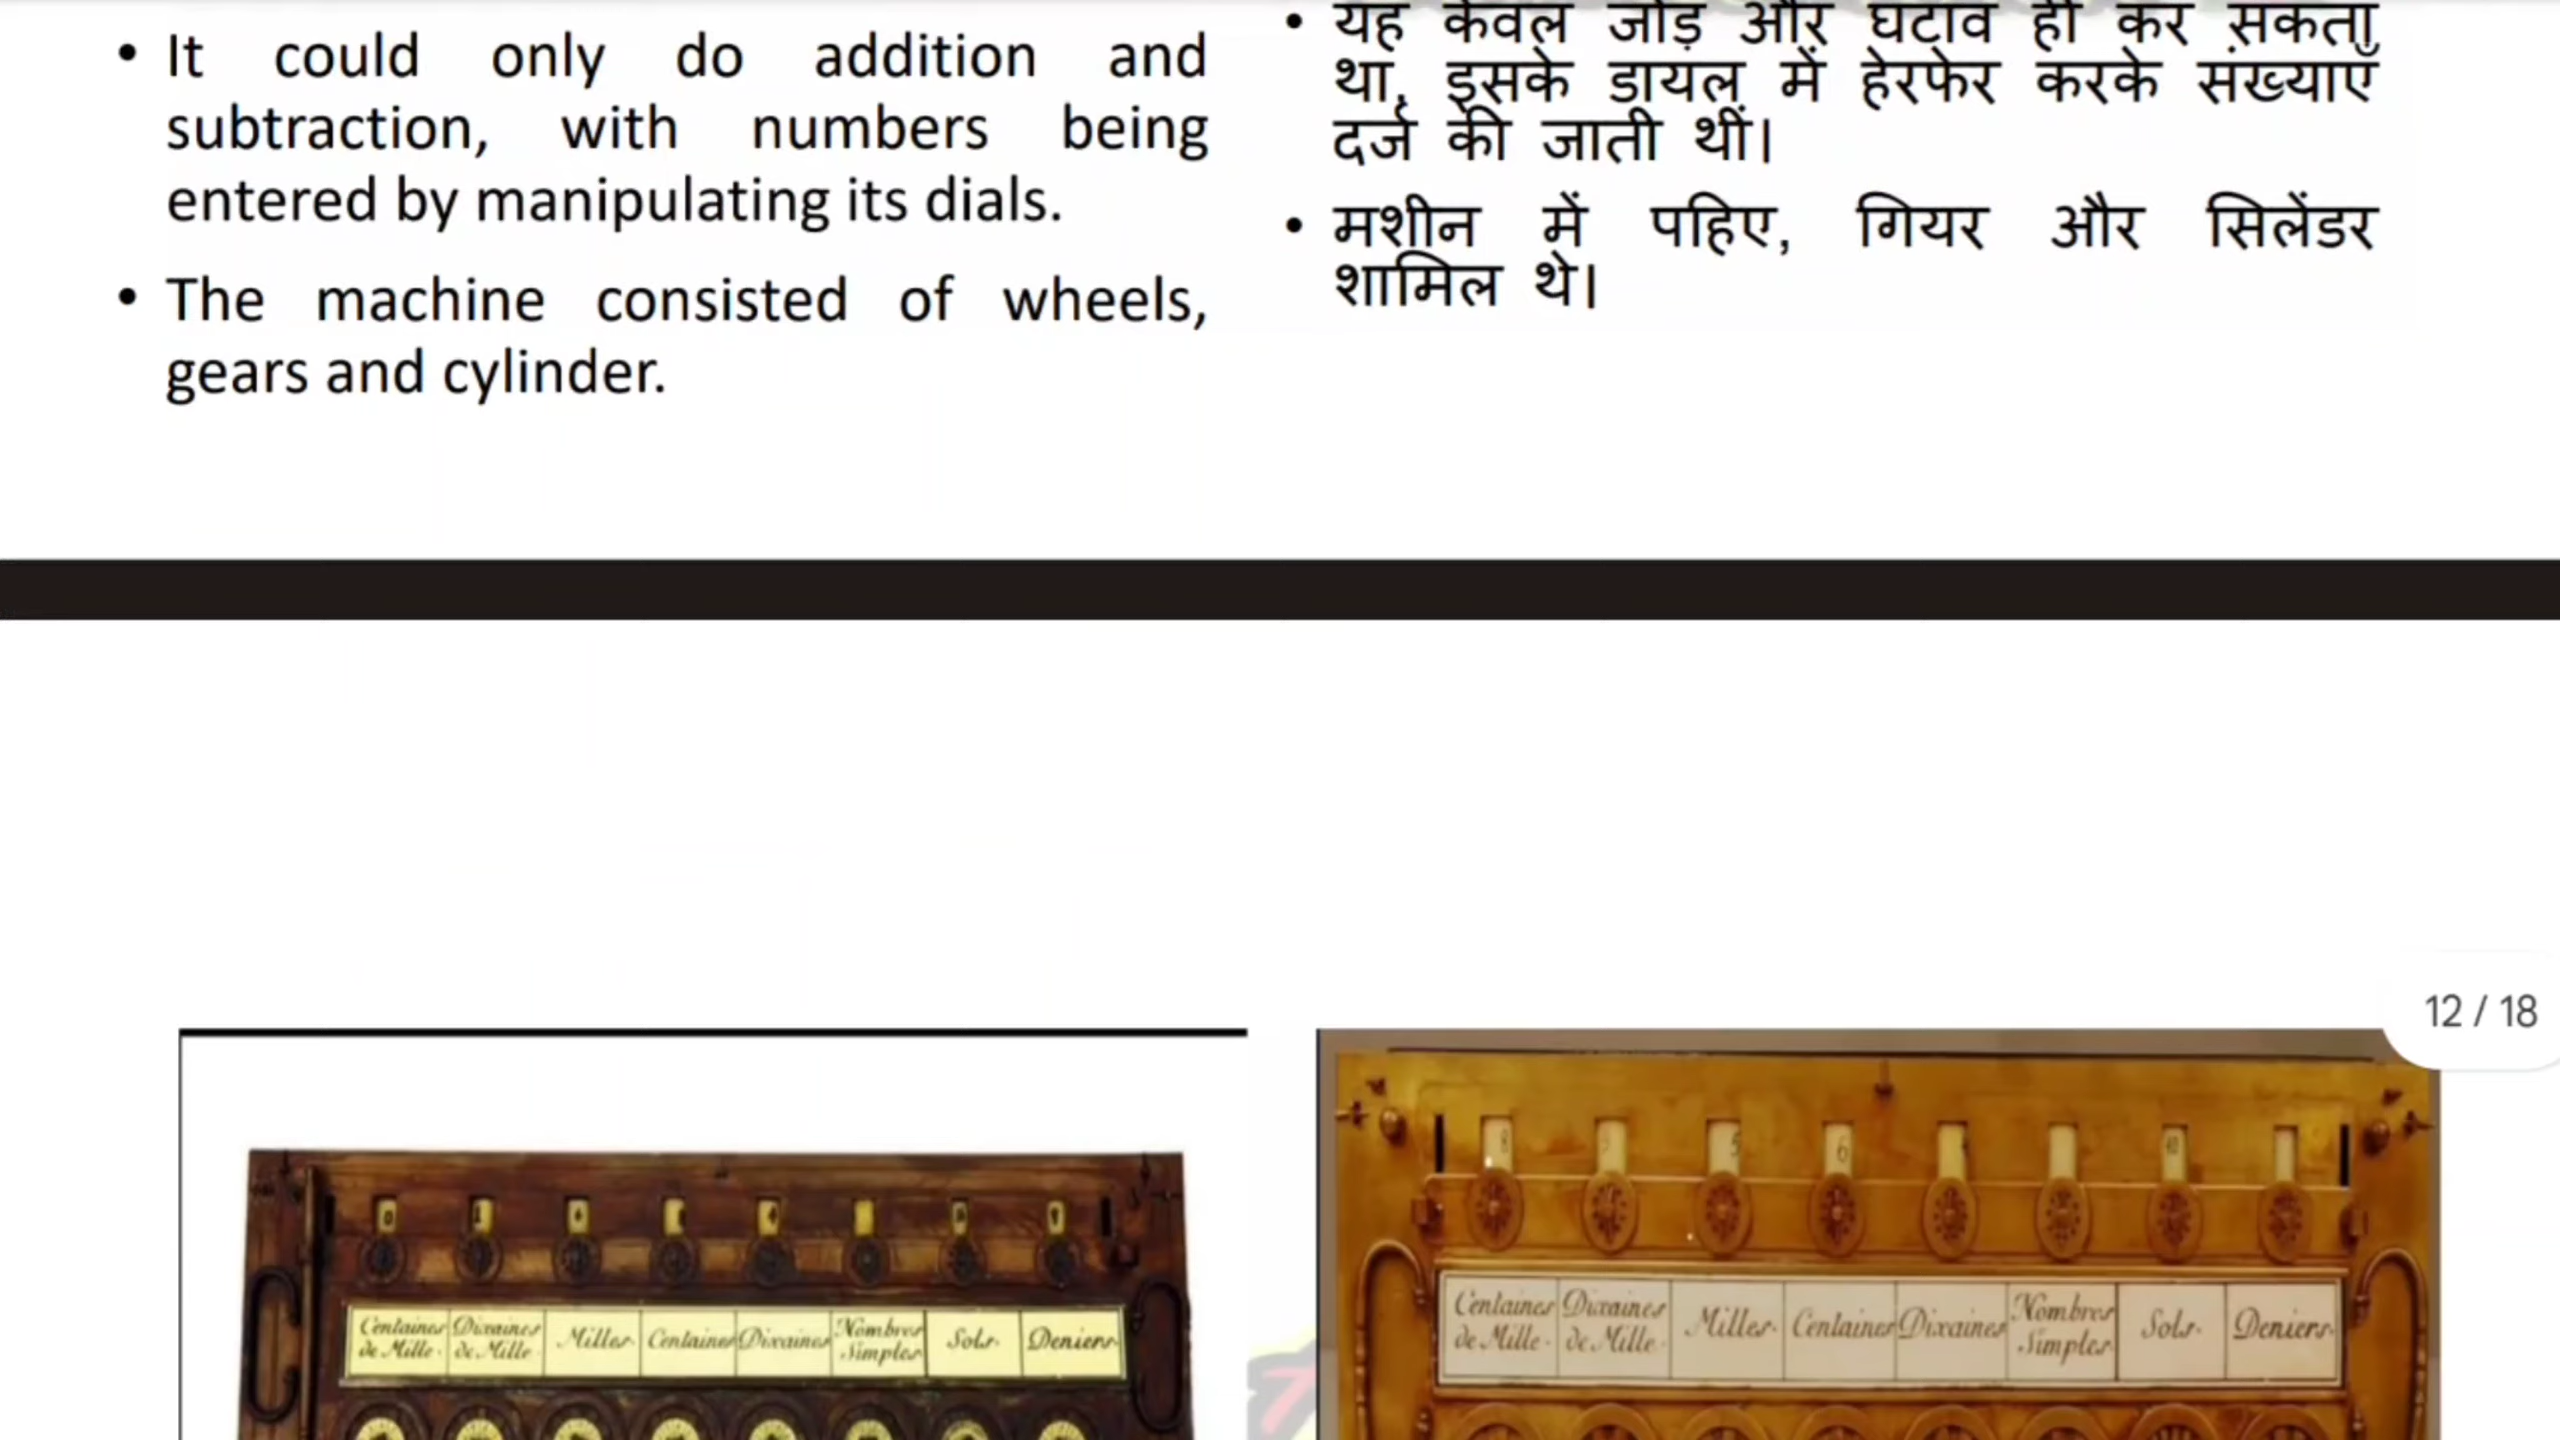 • It could only do addition and
subtraction, with numbers being
entered by manipulating its dials.
• The machine consisted of wheels,
gears and cylinder.
• यह केवल जोड़ और घटाव ही कर सकता
था, इसके डायल में हेरफेर करके संख्याएँ
दर्ज की जाती थीं।
• मशीन में पहिए, गियर और सिलेंडर
शामिल थे।
12 / 18
Centaines de Mille
Dixaines de Mille
Milles
Centaines
Dixaines
Nombres Simples
Sols
Deniers
Centaines de Mille
Dixaines de Mille
Milles
Centaines
Dixaines
Nombres Simples
Sols
Deniers